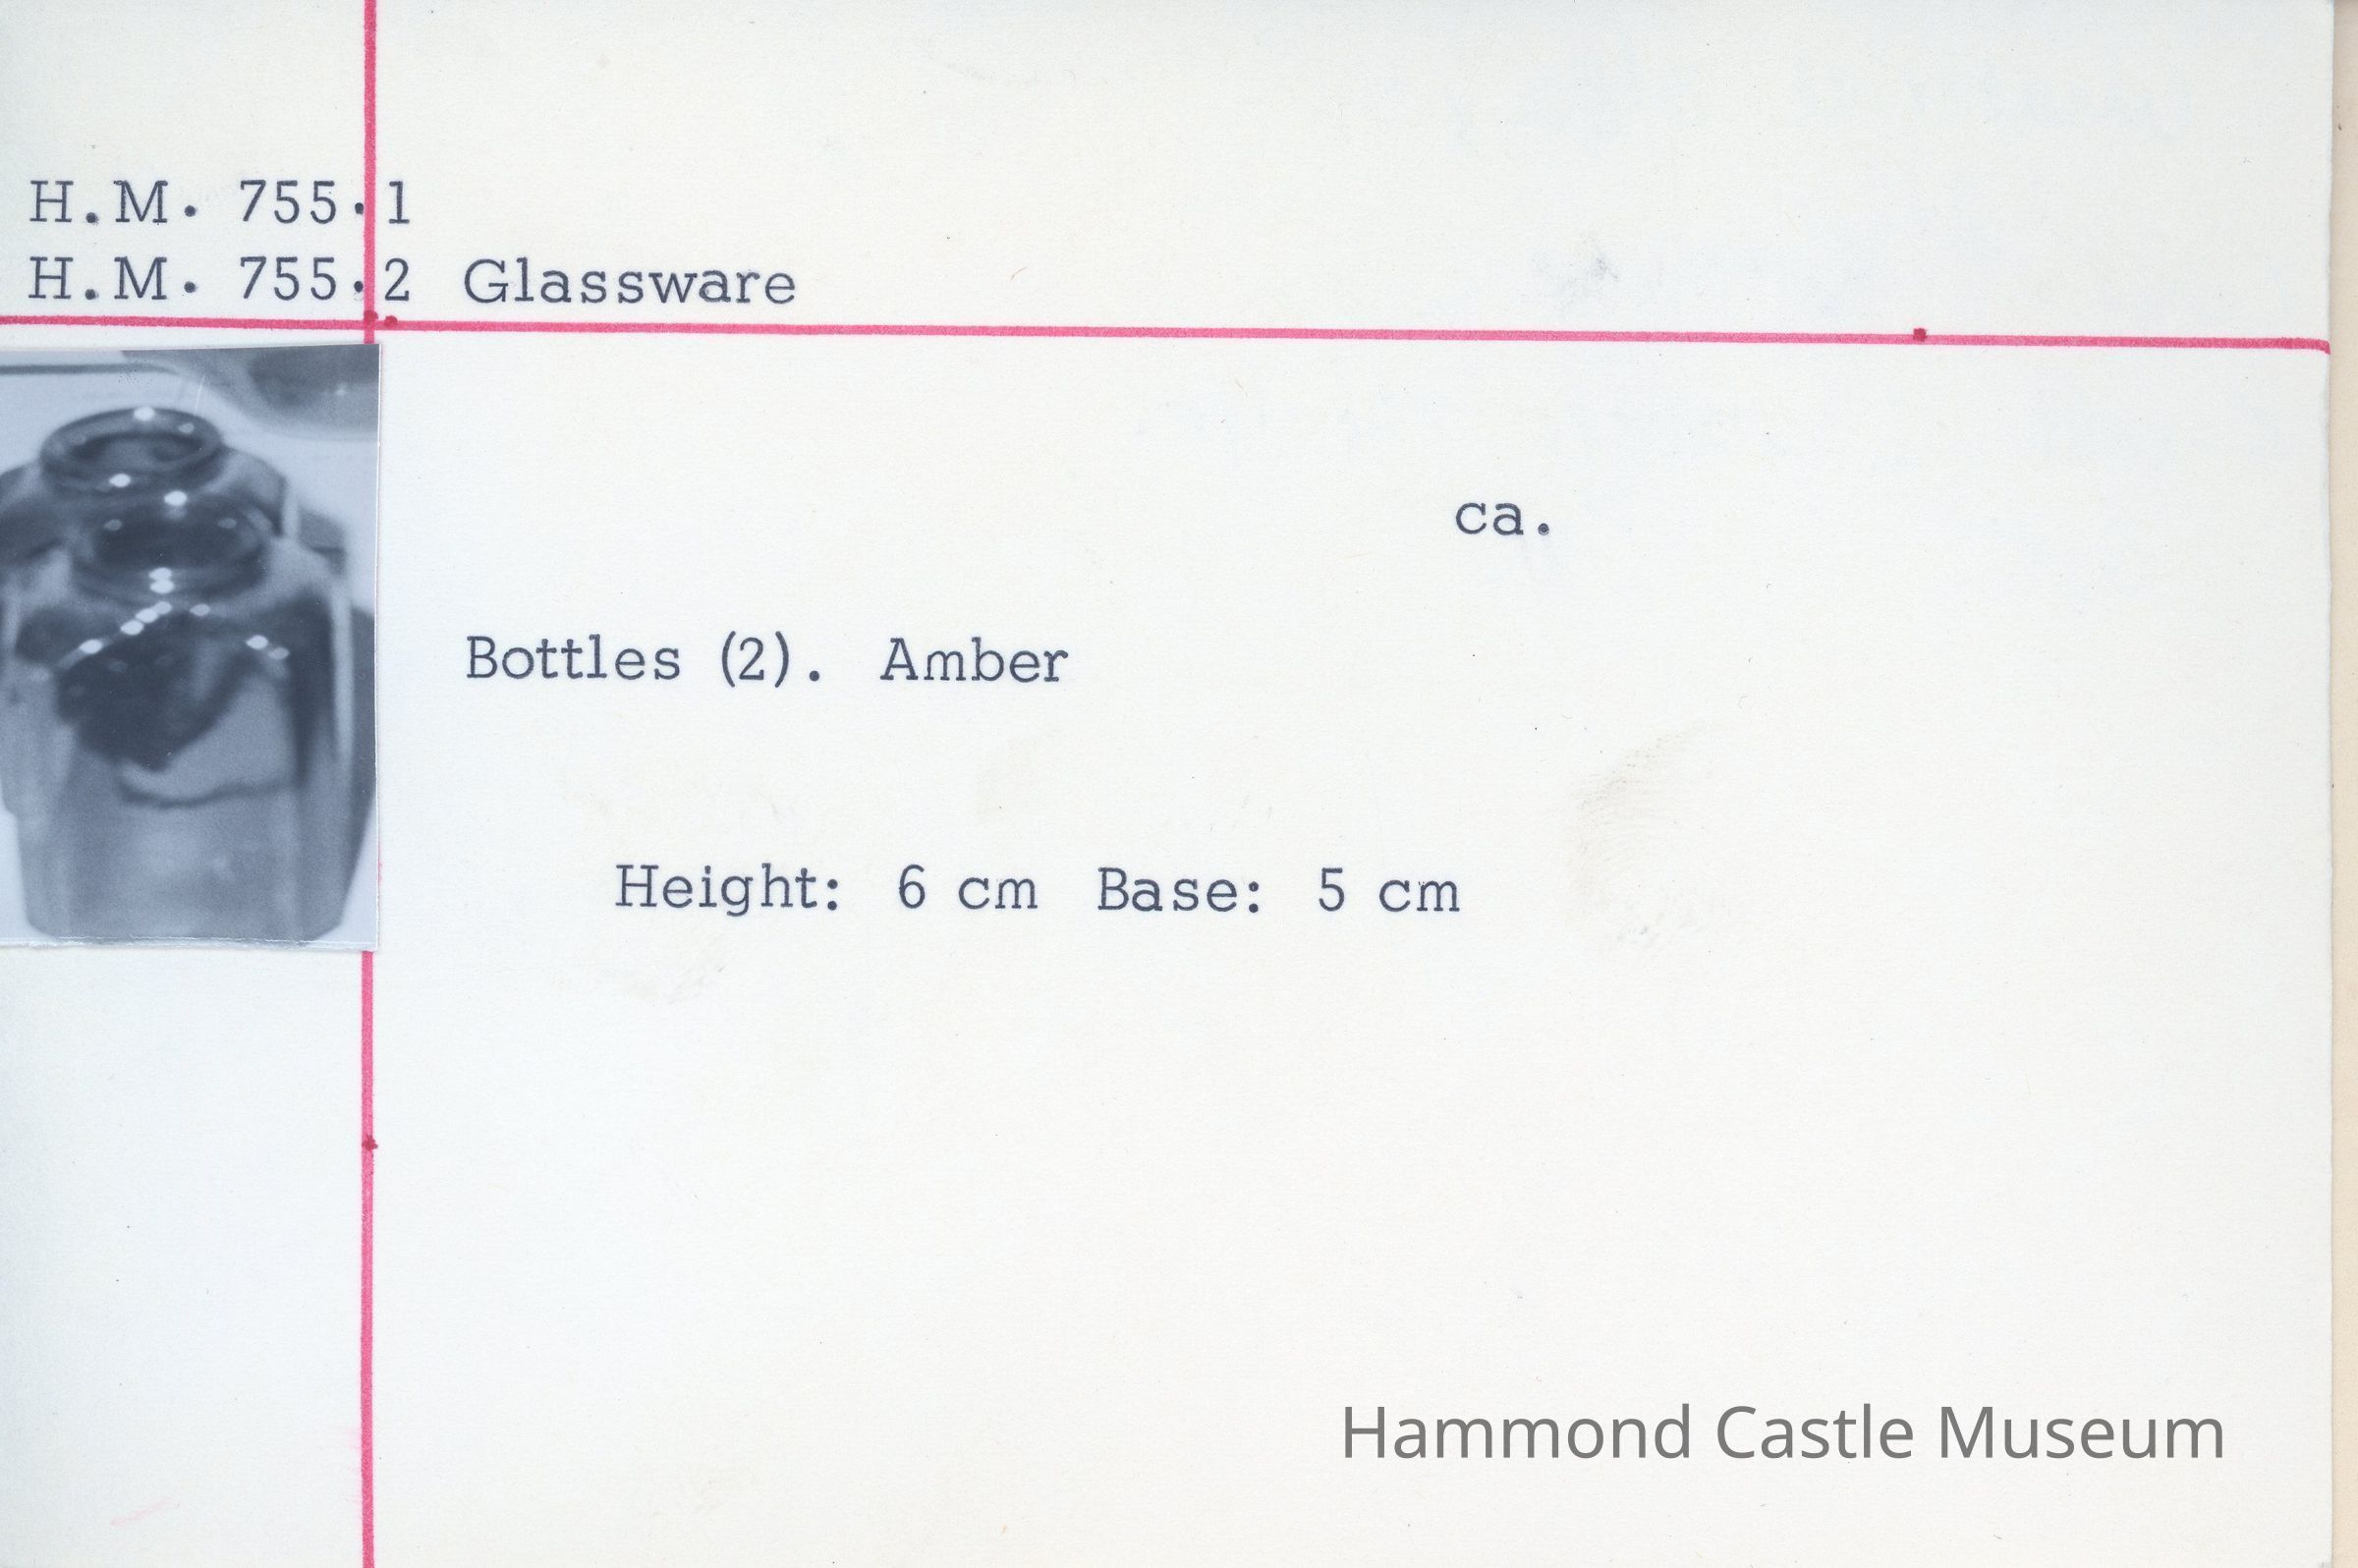 H.M. 755.1
H.M. 755.2 Glassware
ca.
Bottles (2). Amber
Height: 6 cm Base: 5 cm
Hammond Castle Museum